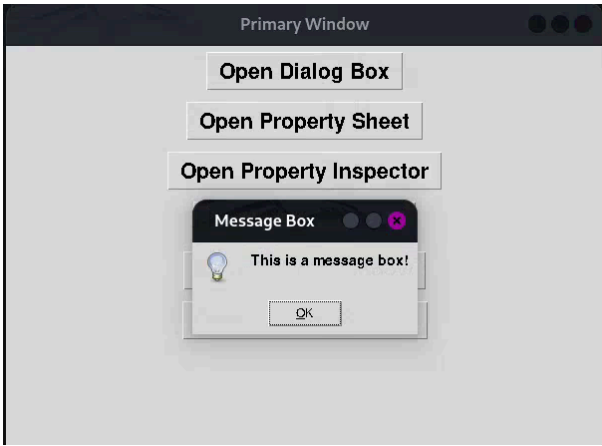 Primary Window
Open Dialog Box
Open Property Sheet
Open Property Inspector
Message Box
This is a message box!
OK